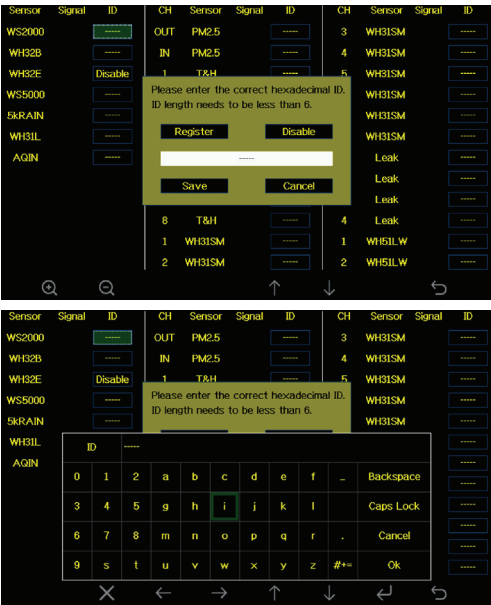 Sensor Signal ID CH Sensor Signal ID CH Sensor Signal ID
WS2000 ----- OUT PM2.5 ----- 3 WH31SM -----
WH32B ----- IN PM2.5 ----- 4 WH31SM -----
WH32E Disable 1 T&H ----- 5 WH31SM -----
WS5000 ----- WH31SM -----
5kRAIN ----- WH31SM -----
WH31L ----- WH31SM -----
AQIN ----- Leak -----
Leak -----
Leak -----
Please enter the correct hexadecimal ID.
ID length needs to be less than 6.
Register Disable
-----
Save Cancel
8 T&H ----- 4 Leak -----
1 WH31SM ----- 1 WH51LW -----
2 WH31SM ----- 2 WH51LW -----
Sensor Signal ID CH Sensor Signal ID CH Sensor Signal ID
WS2000 ----- OUT PM2.5 ----- 3 WH31SM -----
WH32B ----- IN PM2.5 ----- 4 WH31SM -----
WH32E Disable 1 T&H ----- 5 WH31SM -----
WS5000 ----- WH31SM -----
5kRAIN ----- WH31SM -----
WH31L -----
AQIN -----
-----
-----
-----
-----
Please enter the correct hexadecimal ID.
ID length needs to be less than 6.
ID -----
0 1 2 a b c d e f _ Backspace
3 4 5 g h i j k l Caps Lock
6 7 8 m n o p q r . Cancel
9 s t u v w x y z #+= Ok